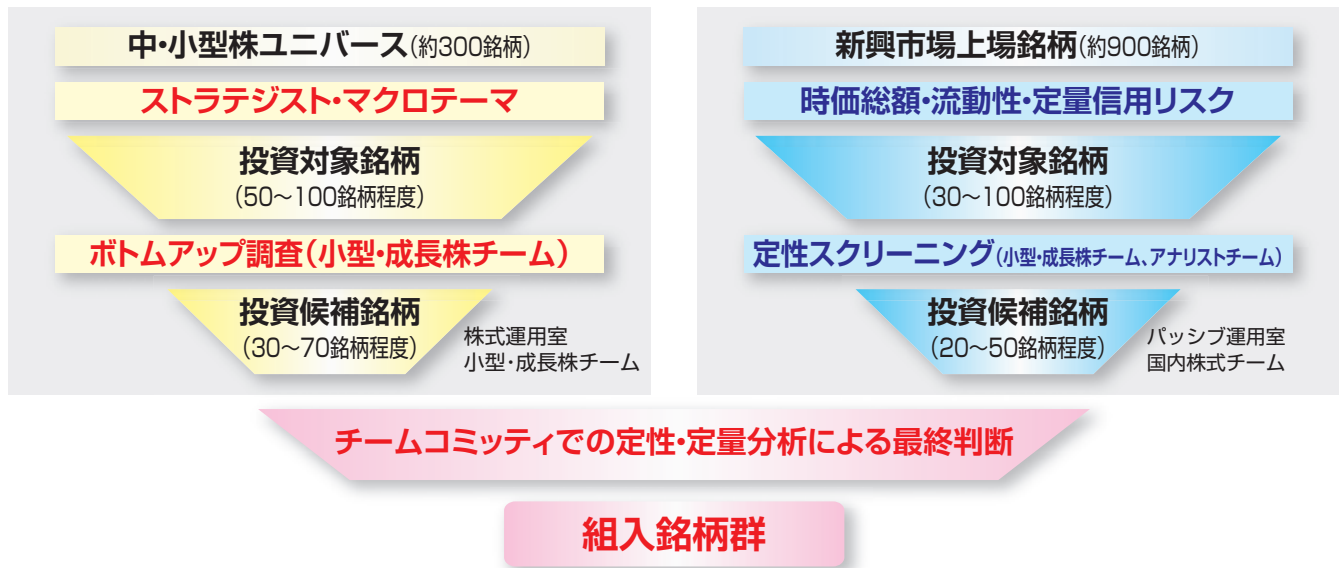 中・小型株ユニバース(約300銘柄)
ストラテジスト・マクロテーマ
投資対象銘柄
(50〜100銘柄程度)
ボトムアップ調査(小型・成長株チーム)
投資候補銘柄
(30〜70銘柄程度)
株式運用室
小型・成長株チーム
新興市場上場銘柄(約900銘柄)
時価総額・流動性・定量信用リスク
投資対象銘柄
(30〜100銘柄程度)
定性スクリーニング(小型・成長株チーム、アナリストチーム)
投資候補銘柄
(20〜50銘柄程度)
パッシブ運用室
国内株式チーム
チームコミッティでの定性・定量分析による最終判断
組入銘柄群